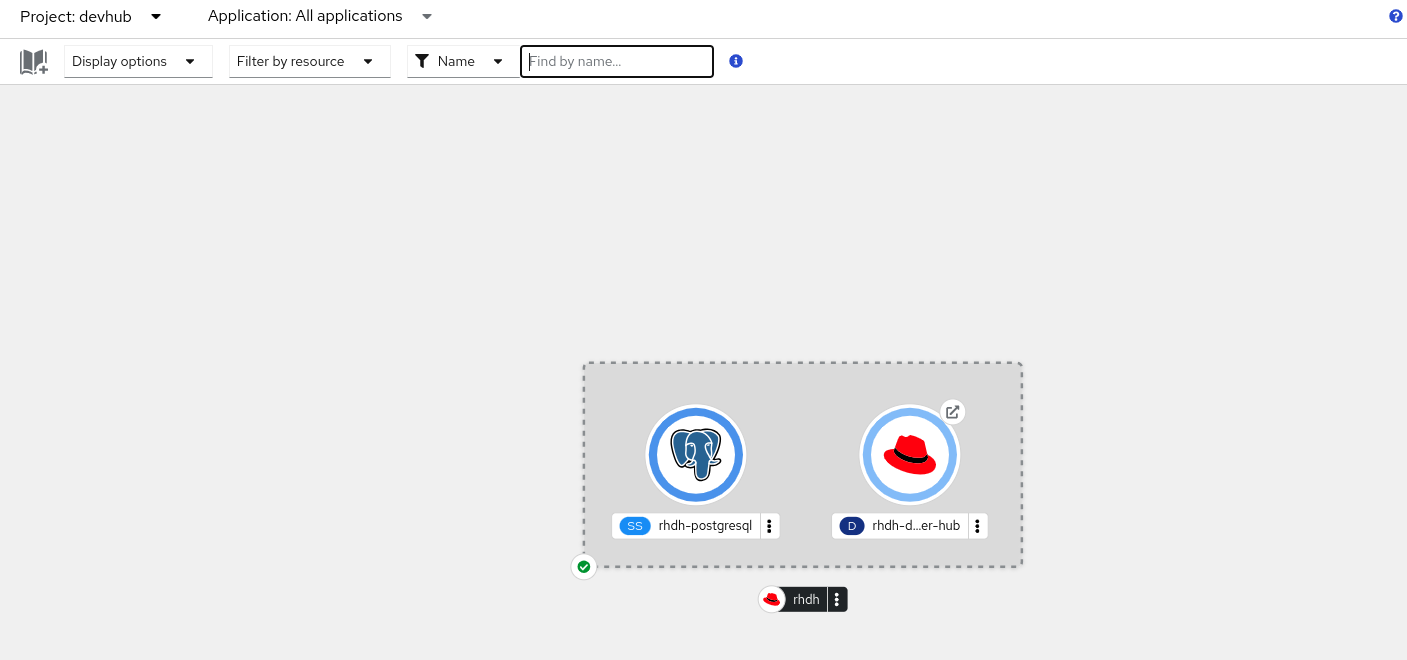 Project: devhub Application: All applications
Display options Filter by resource Name Find by name...
SS rhdh-postgresql D rhdh-d...er-hub
rhdh